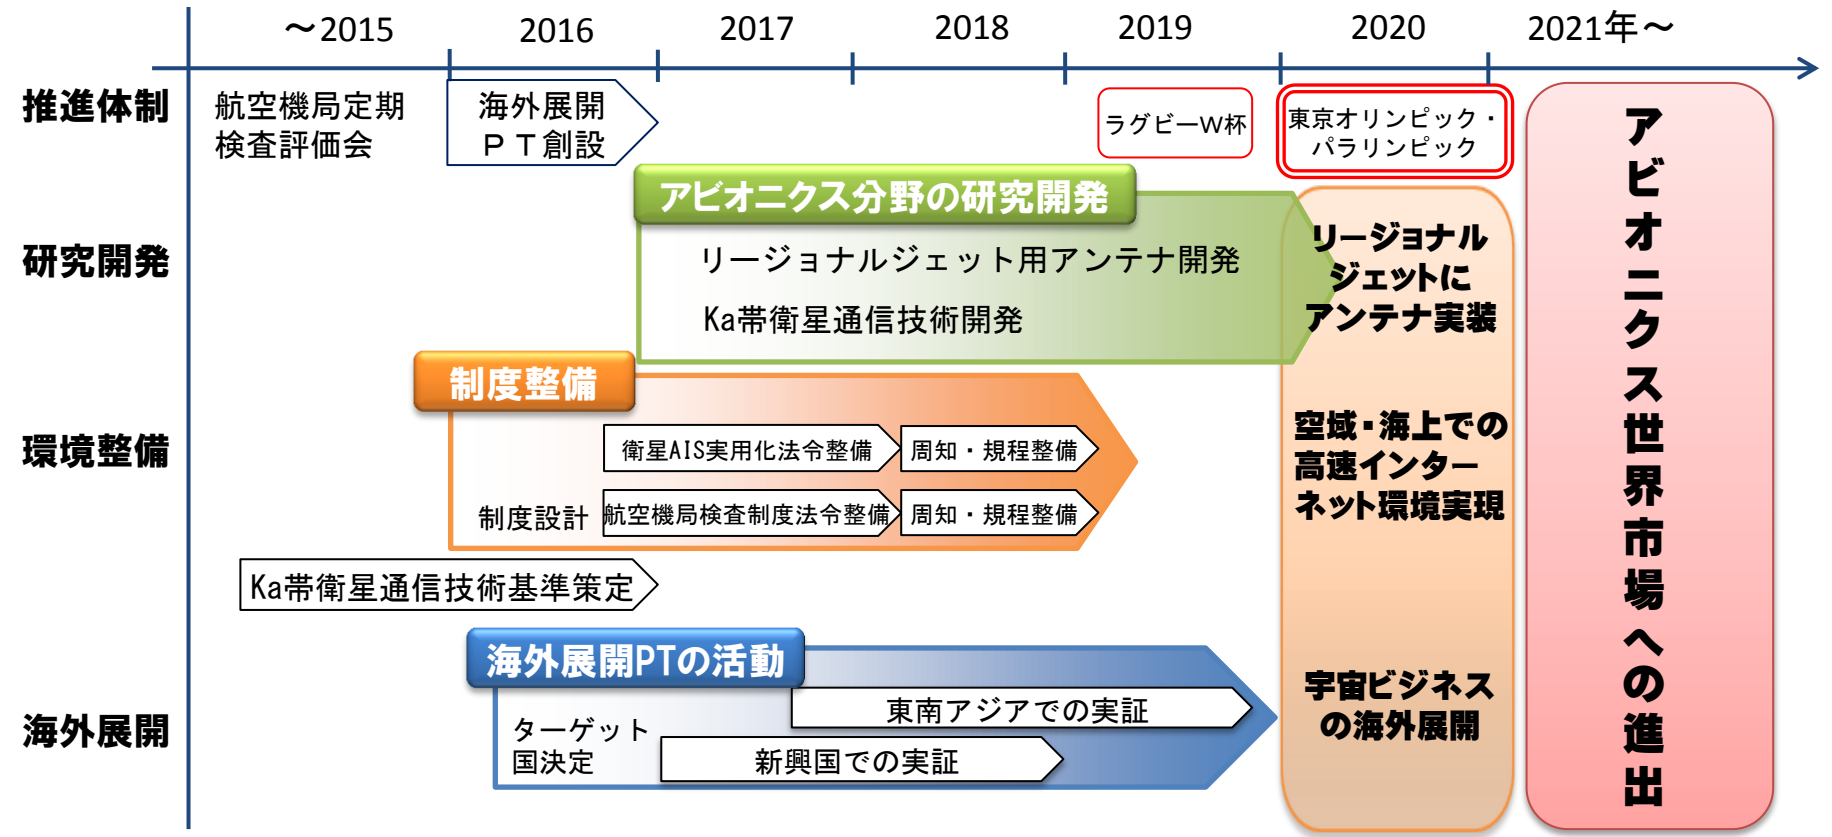 ～2015
2016
2017
2018
2019
2020
2021年～
推進体制
航空機局定期
検査評価会
海外展開
ＰＴ創設
ラグビーW杯
東京オリンピック・
パラリンピック
研究開発
アビオニクス分野の研究開発
リージョナルジェット用アンテナ開発
Ka帯衛星通信技術開発
リージョナル
ジェットに
アンテナ実装
環境整備
制度整備
衛星AIS実用化法令整備
周知・規程整備
制度設計
航空機局検査制度法令整備
周知・規程整備
Ka帯衛星通信技術基準策定
空域・海上での
高速インター
ネット環境実現
海外展開
海外展開PTの活動
ターゲット
国決定
東南アジアでの実証
新興国での実証
宇宙ビジネス
の海外展開
アビオニクス世界市場への進出